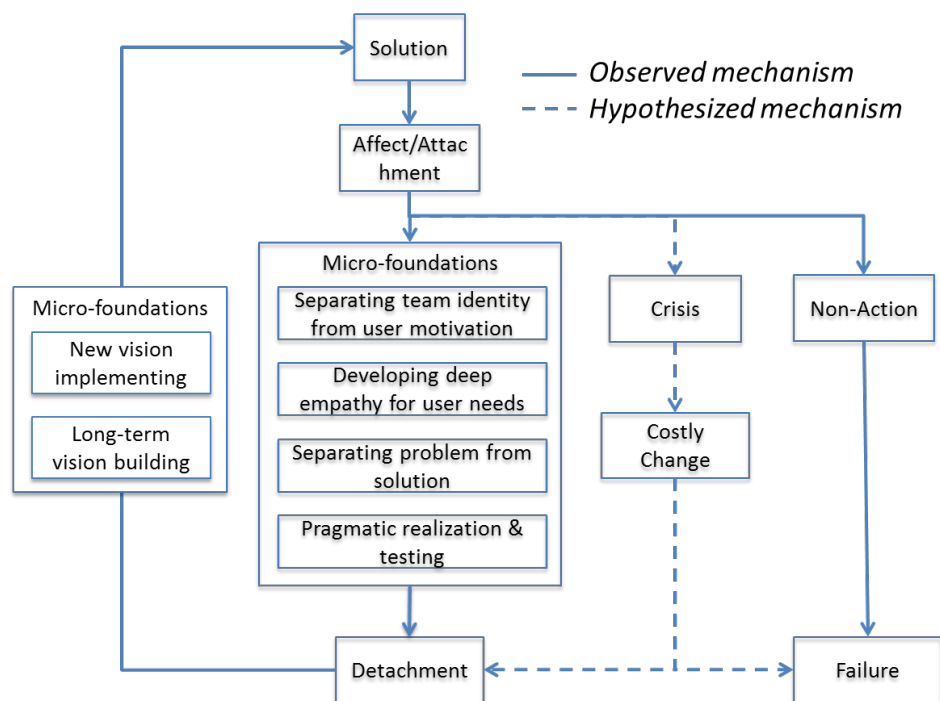 Solution
Observed mechanism
Hypothesized mechanism
Affect/Attac
hment
Micro-foundations
Separating team identity
from user motivation
Developing deep
empathy for user needs
Separating problem from
solution
Pragmatic realization &
testing
Crisis
Non-Action
Costly
Change
Micro-foundations
New vision
implementing
Long-term
vision building
Detachment
Failure